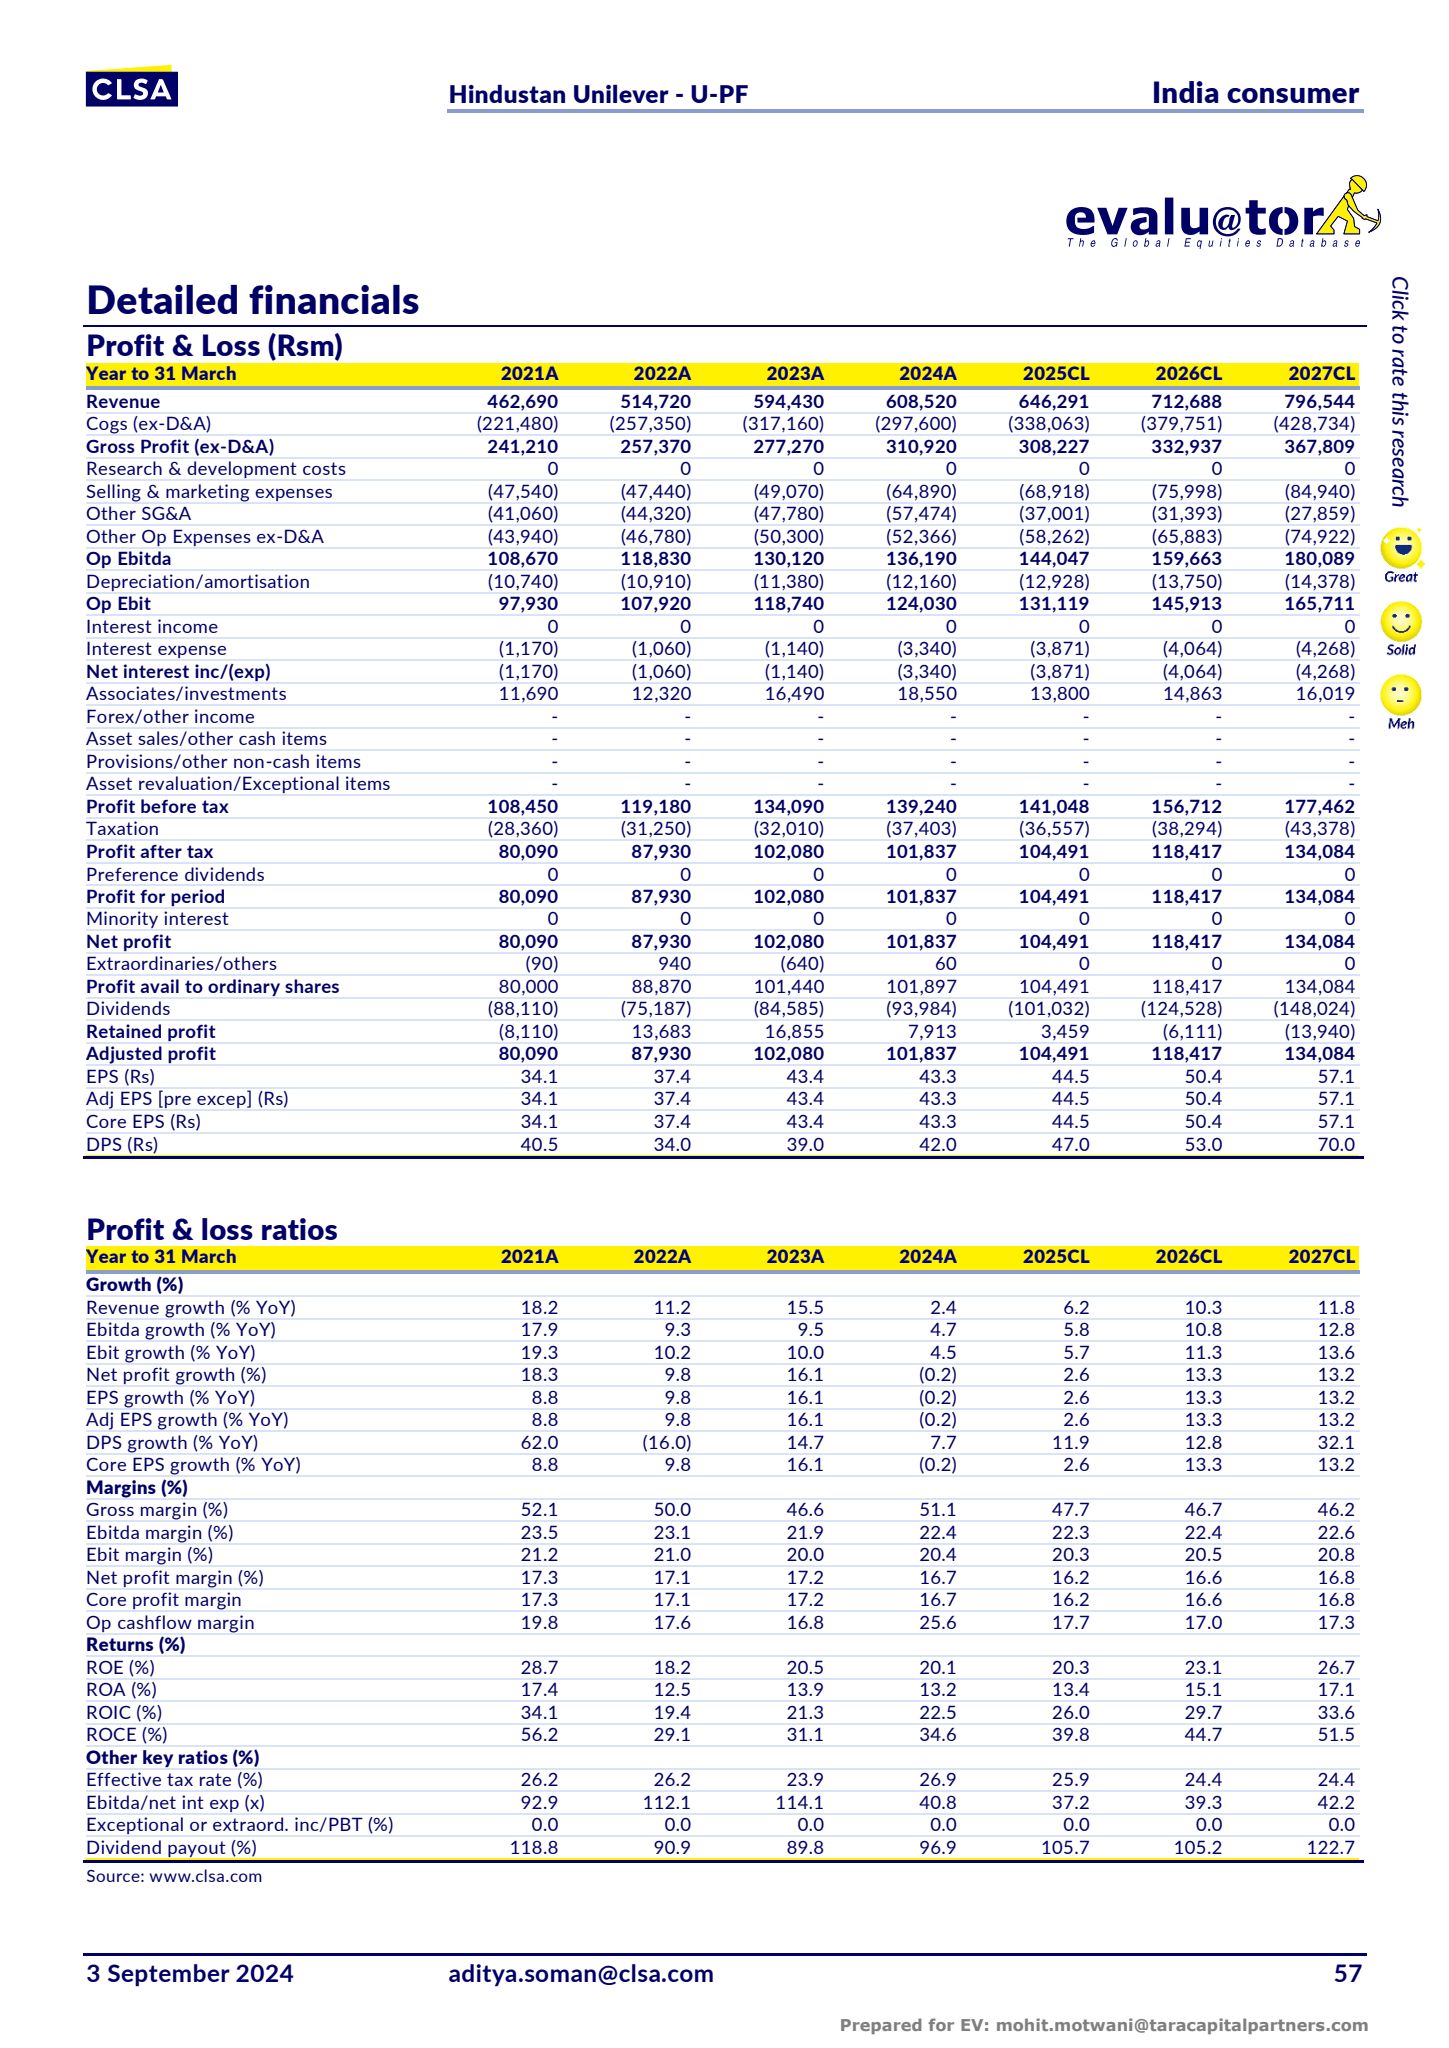 CLSA
Hindustan Unilever - U-PF
India consumer
evalu@tor
The Global Equities Database
Click to rate this research
Great
Solid
Meh
Detailed financials
Profit & Loss (Rsm)
Year to 31 March 2021A 2022A 2023A 2024A 2025CL 2026CL 2027CL
Revenue 462,690 514,720 594,430 608,520 646,291 712,688 796,544
Cogs (ex-D&A) (221,480) (257,350) (317,160) (297,600) (338,063) (379,751) (428,734)
Gross Profit (ex-D&A) 241,210 257,370 277,270 310,920 308,227 332,937 367,809
Research & development costs 0 0 0 0 0 0 0
Selling & marketing expenses (47,540) (47,440) (49,070) (64,890) (68,918) (75,998) (84,940)
Other SG&A (41,060) (44,320) (47,780) (57,474) (37,001) (31,393) (27,859)
Other Op Expenses ex-D&A (43,940) (46,780) (50,300) (52,366) (58,262) (65,883) (74,922)
Op Ebitda 108,670 118,830 130,120 136,190 144,047 159,663 180,089
Depreciation/amortisation (10,740) (10,910) (11,380) (12,160) (12,928) (13,750) (14,378)
Op Ebit 97,930 107,920 118,740 124,030 131,119 145,913 165,711
Interest income 0 0 0 0 0 0 0
Interest expense (1,170) (1,060) (1,140) (3,340) (3,871) (4,064) (4,268)
Net interest inc/(exp) (1,170) (1,060) (1,140) (3,340) (3,871) (4,064) (4,268)
Associates/investments 11,690 12,320 16,490 18,550 13,800 14,863 16,019
Forex/other income - - - - - - -
Asset sales/other cash items - - - - - - -
Provisions/other non-cash items - - - - - - -
Asset revaluation/Exceptional items - - - - - - -
Profit before tax 108,450 119,180 134,090 139,240 141,048 156,712 177,462
Taxation (28,360) (31,250) (32,010) (37,403) (36,557) (38,294) (43,378)
Profit after tax 80,090 87,930 102,080 101,837 104,491 118,417 134,084
Preference dividends 0 0 0 0 0 0 0
Profit for period 80,090 87,930 102,080 101,837 104,491 118,417 134,084
Minority interest 0 0 0 0 0 0 0
Net profit 80,090 87,930 102,080 101,837 104,491 118,417 134,084
Extraordinaries/others (90) 940 (640) 60 0 0 0
Profit avail to ordinary shares 80,000 88,870 101,440 101,897 104,491 118,417 134,084
Dividends (88,110) (75,187) (84,585) (93,984) (101,032) (124,528) (148,024)
Retained profit (8,110) 13,683 16,855 7,913 3,459 (6,111) (13,940)
Adjusted profit 80,090 87,930 102,080 101,837 104,491 118,417 134,084
EPS (Rs) 34.1 37.4 43.4 43.3 44.5 50.4 57.1
Adj EPS [pre excep] (Rs) 34.1 37.4 43.4 43.3 44.5 50.4 57.1
Core EPS (Rs) 34.1 37.4 43.4 43.3 44.5 50.4 57.1
DPS (Rs) 40.5 34.0 39.0 42.0 47.0 53.0 70.0
Profit & loss ratios
Year to 31 March 2021A 2022A 2023A 2024A 2025CL 2026CL 2027CL
Growth (%)
Revenue growth (% YoY) 18.2 11.2 15.5 2.4 6.2 10.3 11.8
Ebitda growth (% YoY) 17.9 9.3 9.5 4.7 5.8 10.8 12.8
Ebit growth (% YoY) 19.3 10.2 10.0 4.5 5.7 11.3 13.6
Net profit growth (%) 18.3 9.8 16.1 (0.2) 2.6 13.3 13.2
EPS growth (% YoY) 8.8 9.8 16.1 (0.2) 2.6 13.3 13.2
Adj EPS growth (% YoY) 8.8 9.8 16.1 (0.2) 2.6 13.3 13.2
DPS growth (% YoY) 62.0 (16.0) 14.7 7.7 11.9 12.8 32.1
Core EPS growth (% YoY) 8.8 9.8 16.1 (0.2) 2.6 13.3 13.2
Margins (%)
Gross margin (%) 52.1 50.0 46.6 51.1 47.7 46.7 46.2
Ebitda margin (%) 23.5 23.1 21.9 22.4 22.3 22.4 22.6
Ebit margin (%) 21.2 21.0 20.0 20.4 20.3 20.5 20.8
Net profit margin (%) 17.3 17.1 17.2 16.7 16.2 16.6 16.8
Core profit margin 17.3 17.1 17.2 16.7 16.2 16.6 16.8
Op cashflow margin 19.8 17.6 16.8 25.6 17.7 17.0 17.3
Returns (%)
ROE (%) 28.7 18.2 20.5 20.1 20.3 23.1 26.7
ROA (%) 17.4 12.5 13.9 13.2 13.4 15.1 17.1
ROIC (%) 34.1 19.4 21.3 22.5 26.0 29.7 33.6
ROCE (%) 56.2 29.1 31.1 34.6 39.8 44.7 51.5
Other key ratios (%)
Effective tax rate (%) 26.2 26.2 23.9 26.9 25.9 24.4 24.4
Ebitda/net int exp (x) 92.9 112.1 114.1 40.8 37.2 39.3 42.2
Exceptional or extraord. inc/PBT (%) 0.0 0.0 0.0 0.0 0.0 0.0 0.0
Dividend payout (%) 118.8 90.9 89.8 96.9 105.7 105.2 122.7
Source: www.clsa.com
3 September 2024
aditya.soman@clsa.com
57
Prepared for EV: mohit.motwani@taracapitalpartners.com